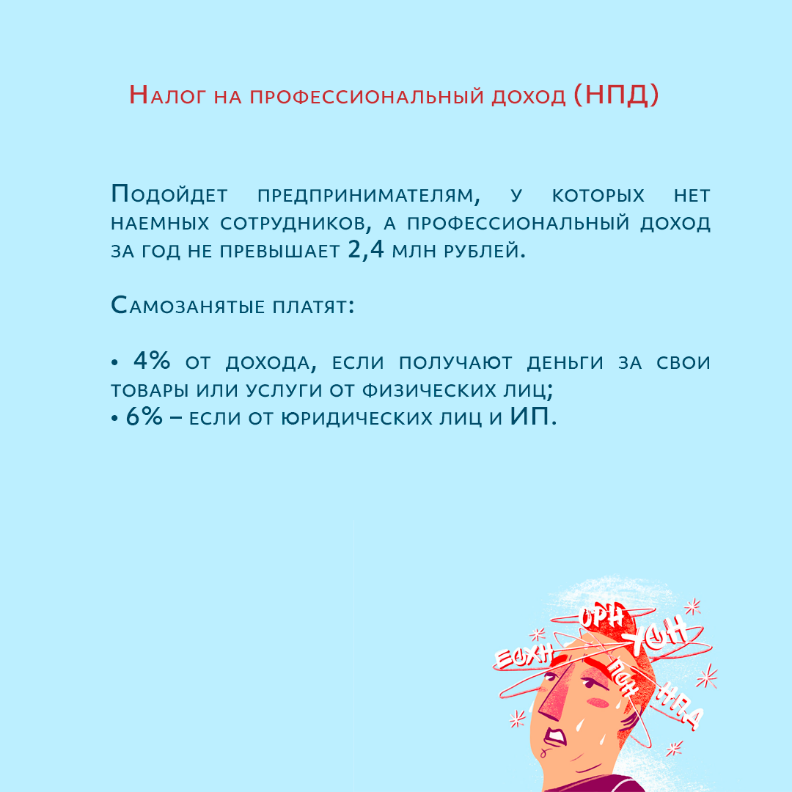 Налог на профессиональный доход (НПД)
Подойдет предпринимателям, у которых нет
наемных сотрудников, а профессиональный доход
за год не превышает 2,4 млн рублей.
Самозанятые платят:
• 4% от дохода, если получают деньги за свои
товары или услуги от физических лиц;
• 6% – если от юридических лиц и ИП.
ОРН
УСН
ЕСХН
ПСН
НПД